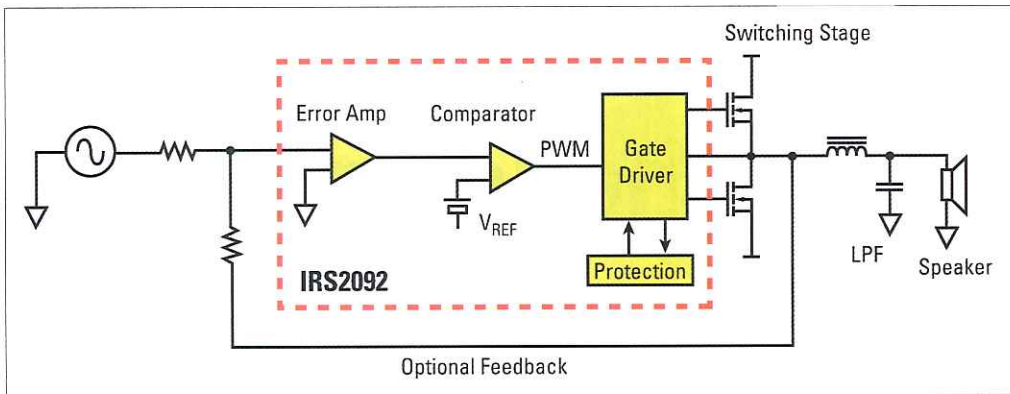 Switching Stage
Error Amp
Comparator
PWM
Gate
Driver
VREF
Protection
IRS2092
LPF
Speaker
Optional Feedback